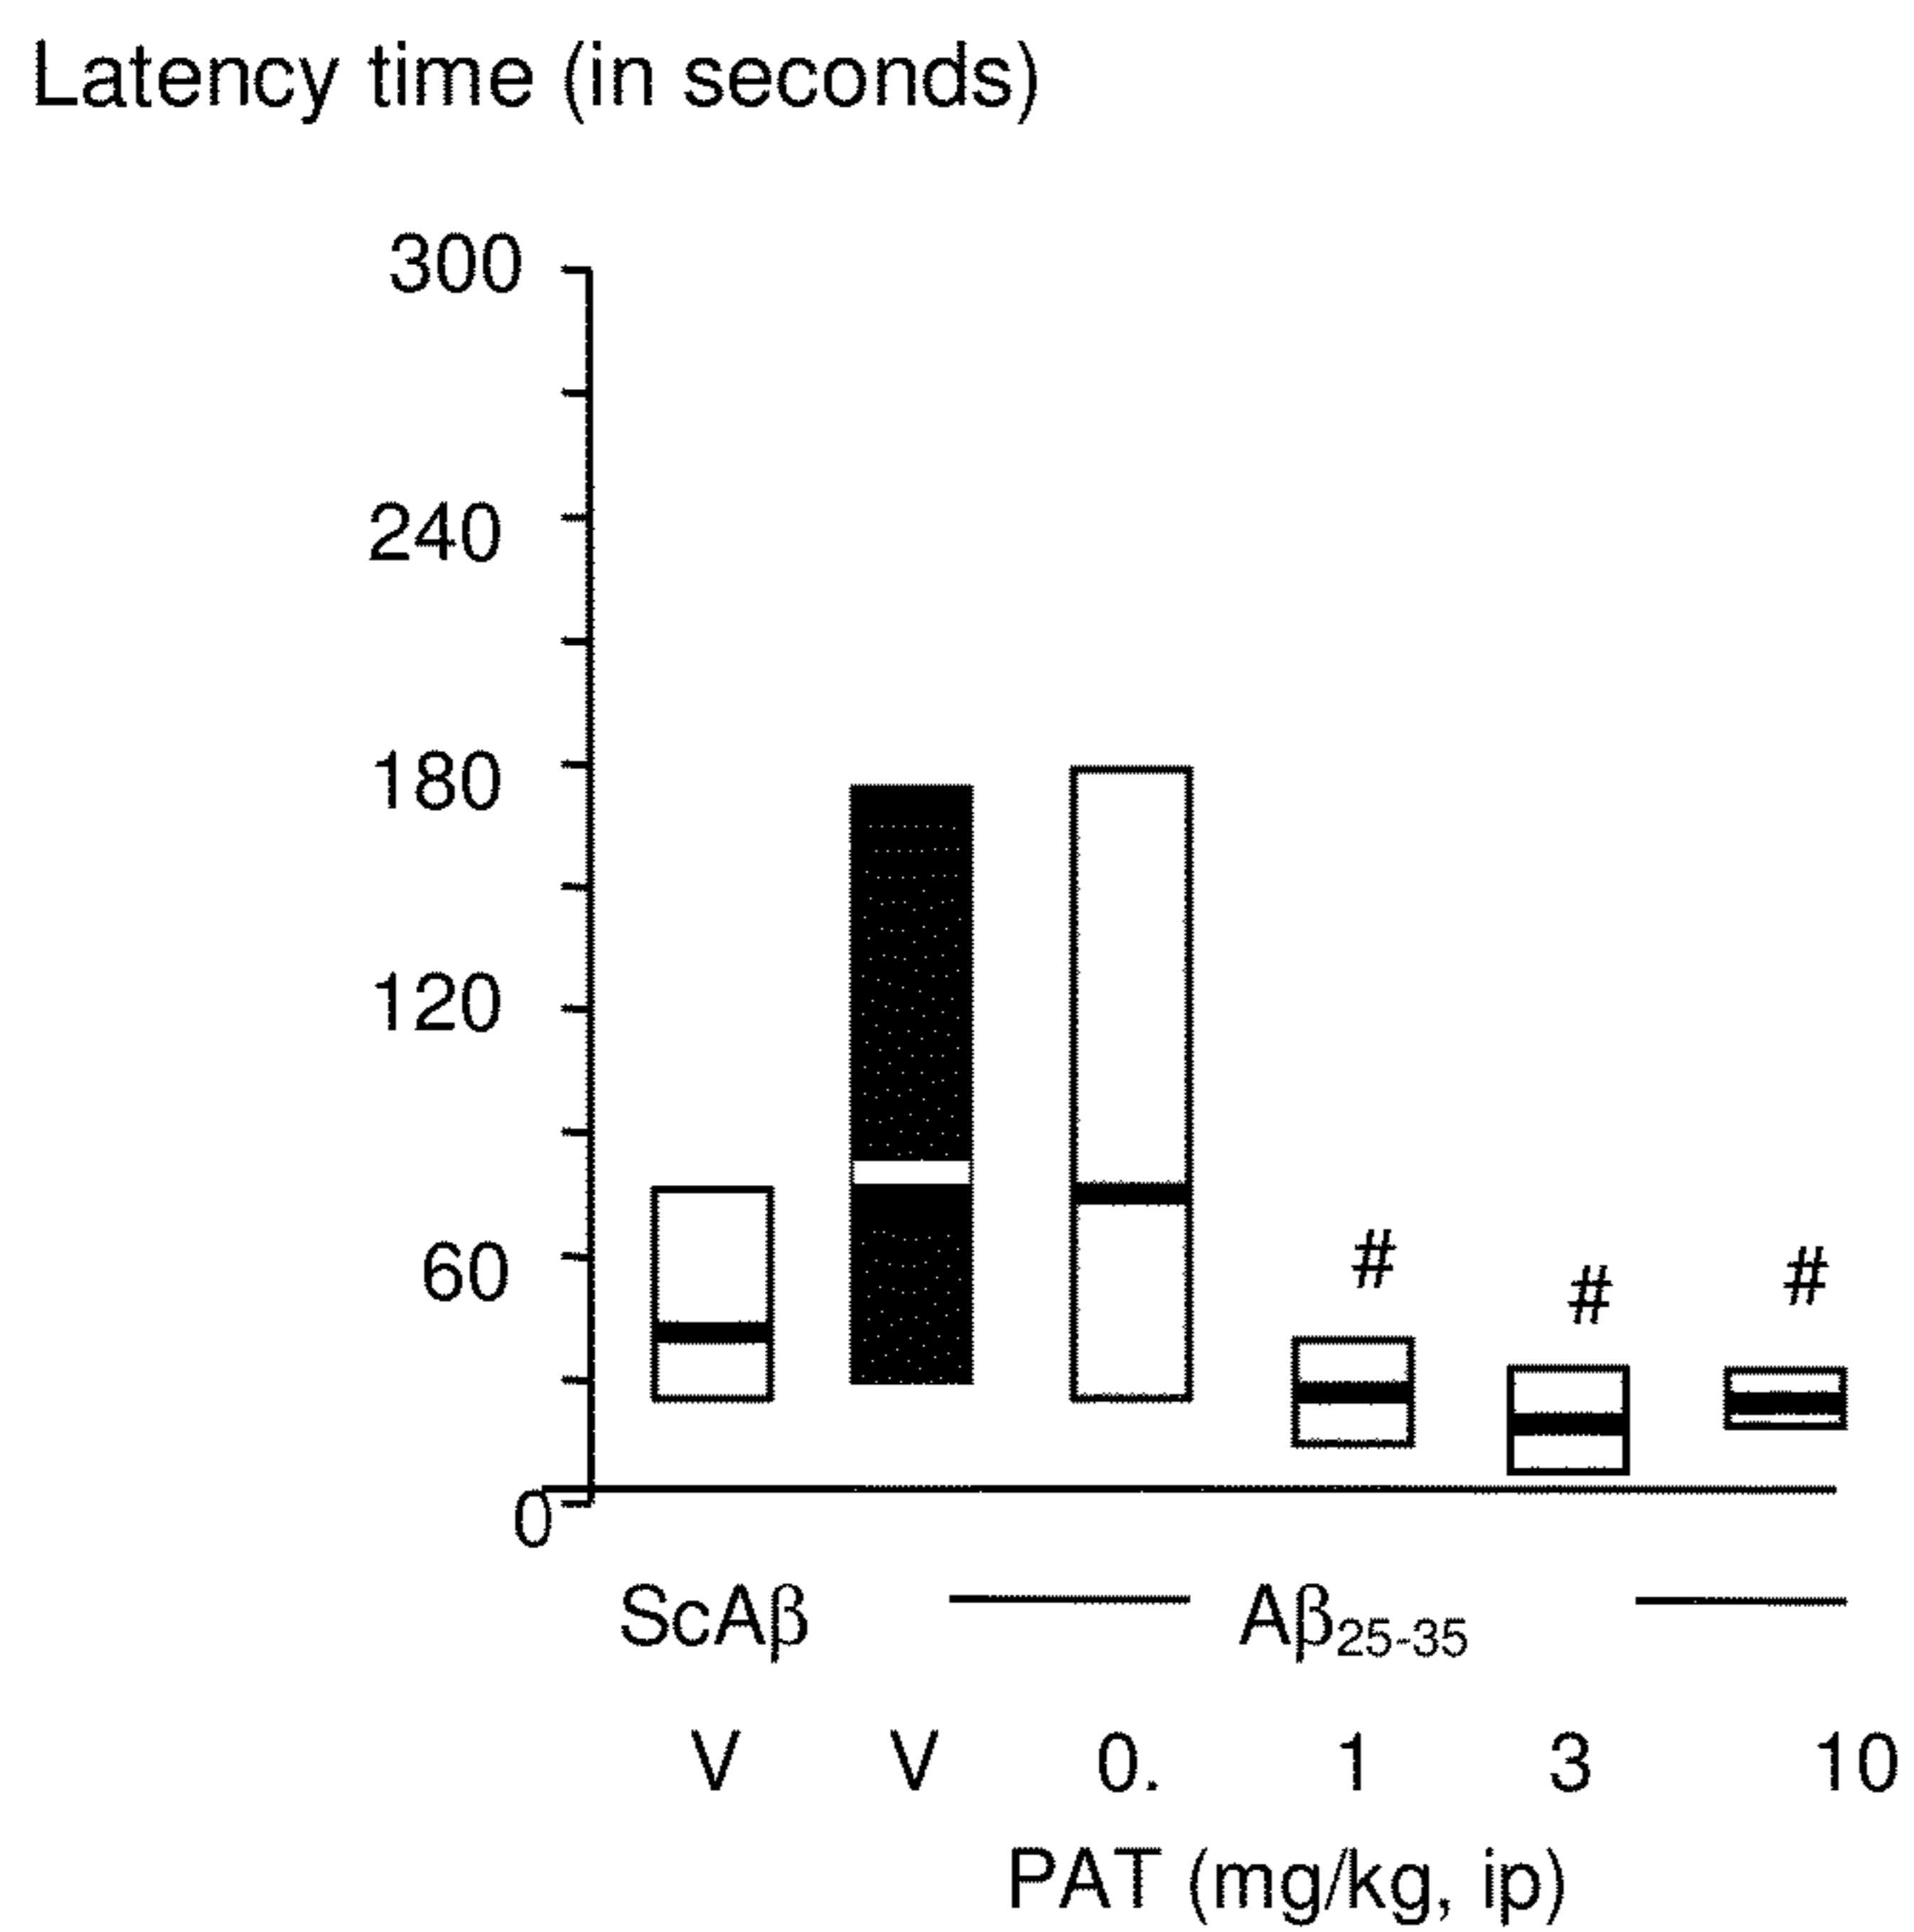 Latency time (in seconds)
300
240
180
120
60
0
# # #
ScAβ Aβ25-35
V V 0. 1 3 10
PAT (mg/kg, ip)